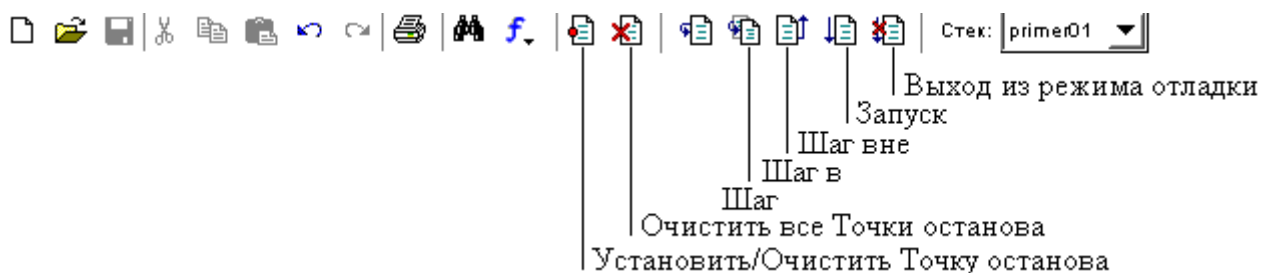 Стек: primer01
Выход из режима отладки
Запуск
Шаг вне
Шаг в
Шаг
Очистить все Точки останова
Установить/Очистить Точку останова